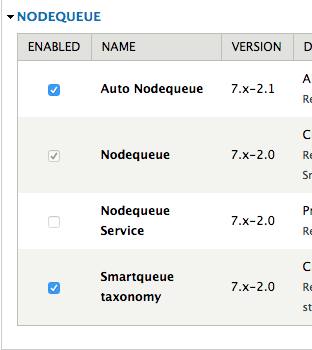 NODEQUEUE
ENABLED NAME VERSION D
Auto Nodequeue 7.x-2.1 A
Re
Nodequeue 7.x-2.0 C
Re
Sr
Nodequeue Service 7.x-2.0 Pr
Re
Smartqueue taxonomy 7.x-2.0 C
Re
st